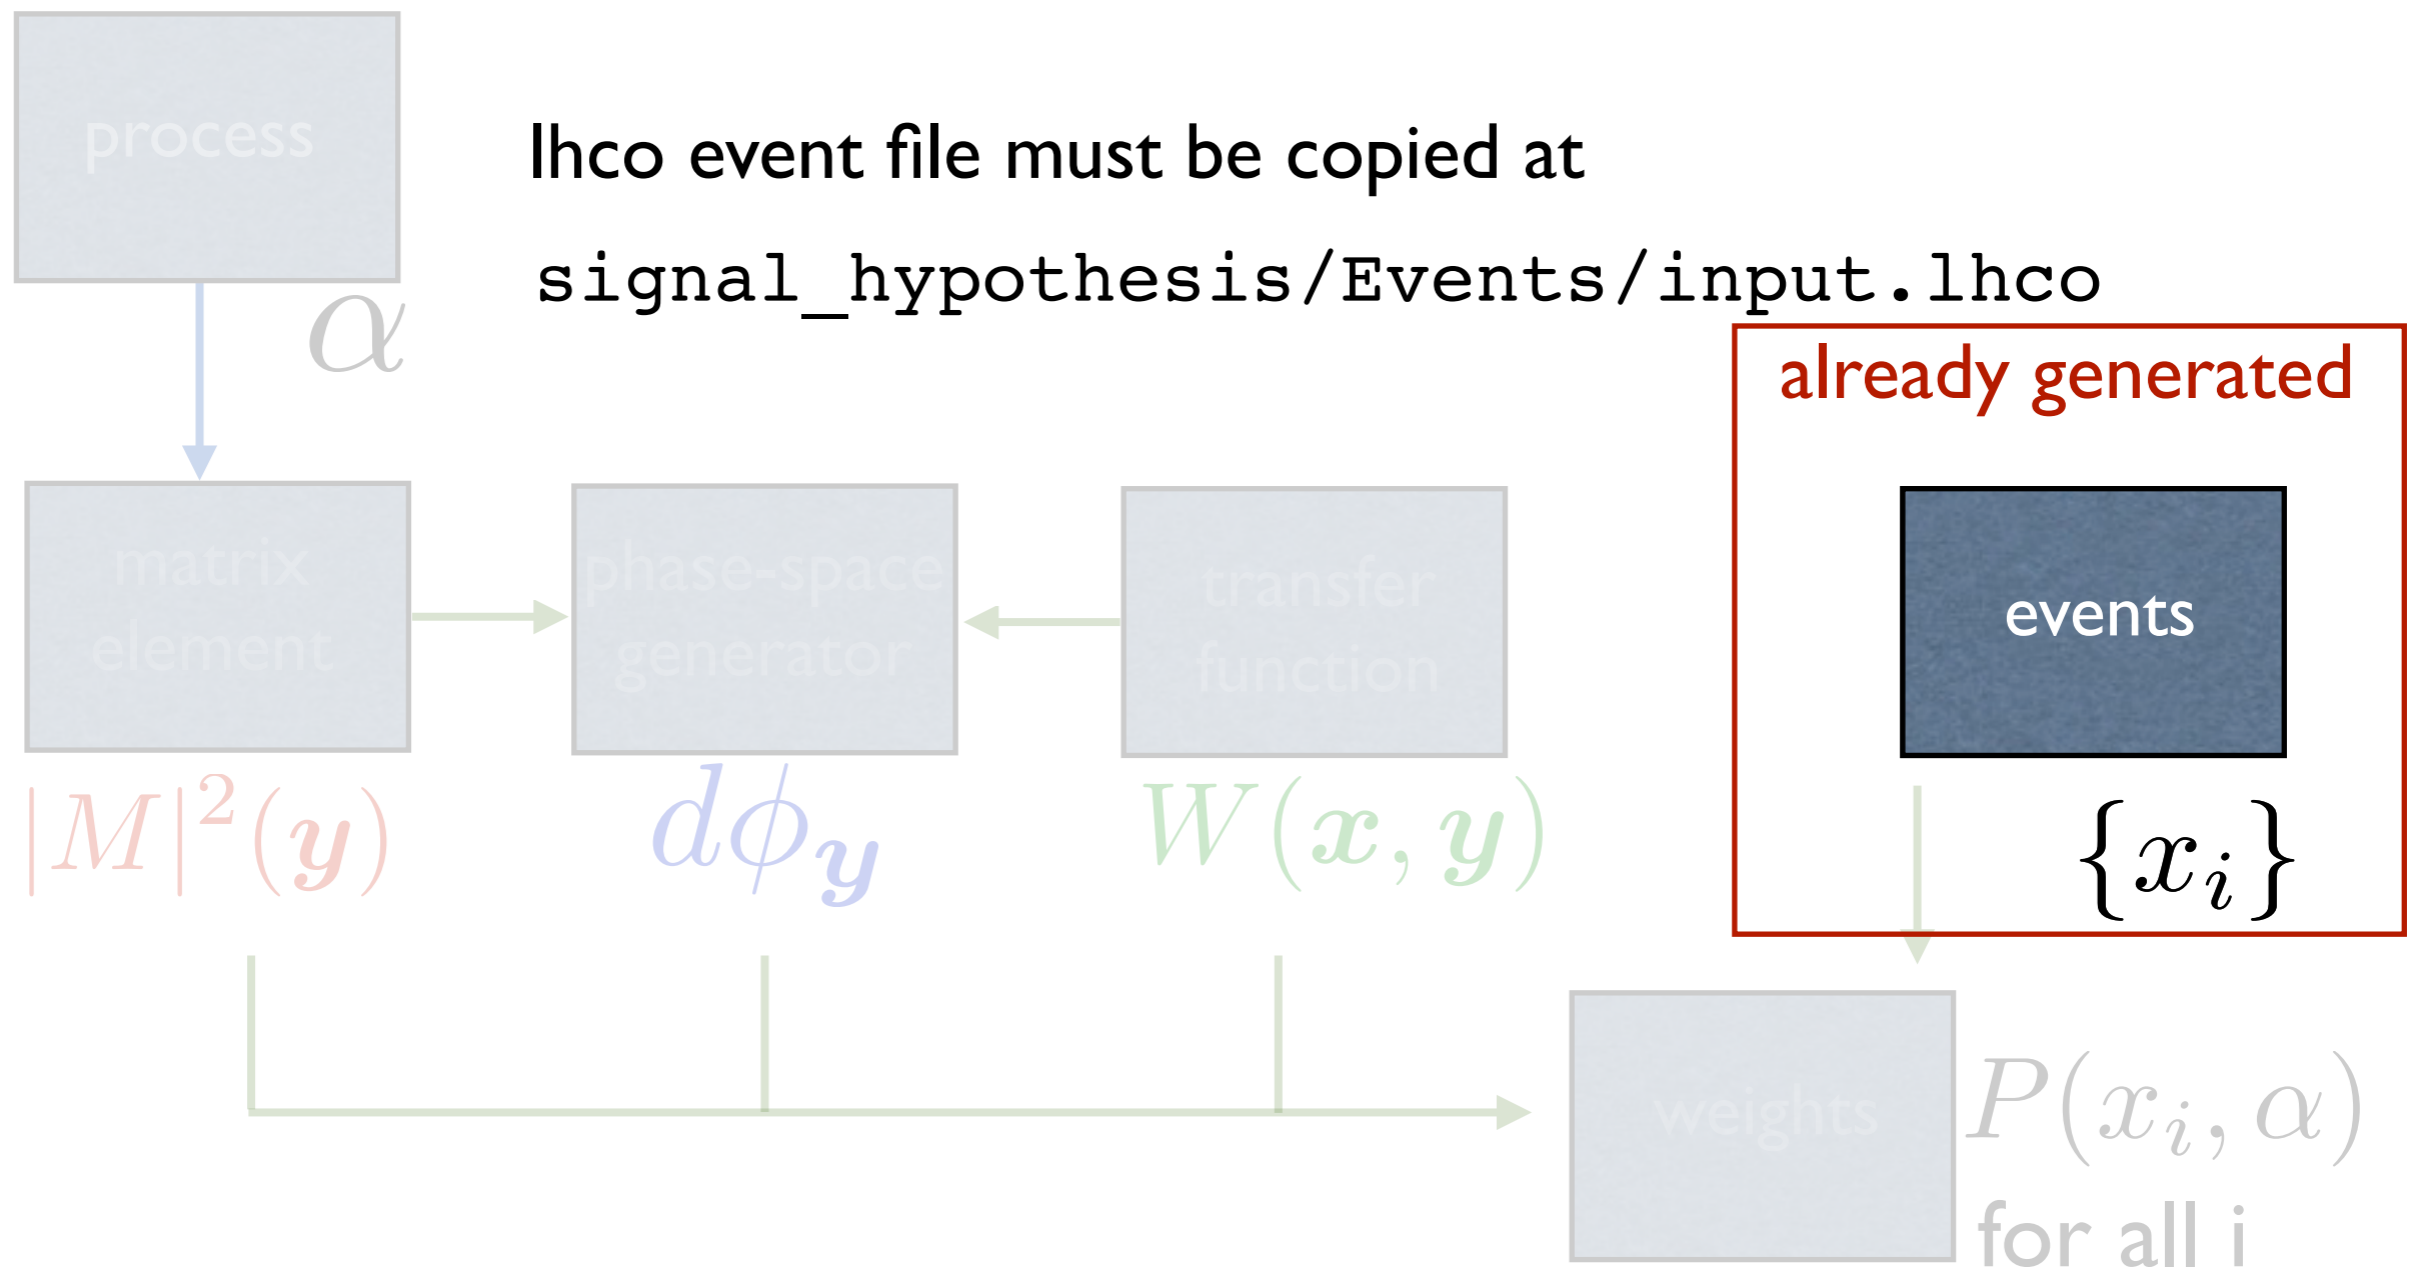 process
lhco event file must be copied at
signal_hypothesis/Events/input.lhco
α
already generated
matrix
element
phase-space
generator
transfer
function
events
|M|²(y)
dϕ_y
W(x, y)
{x_i}
weights
P(x_i, α)
for all i